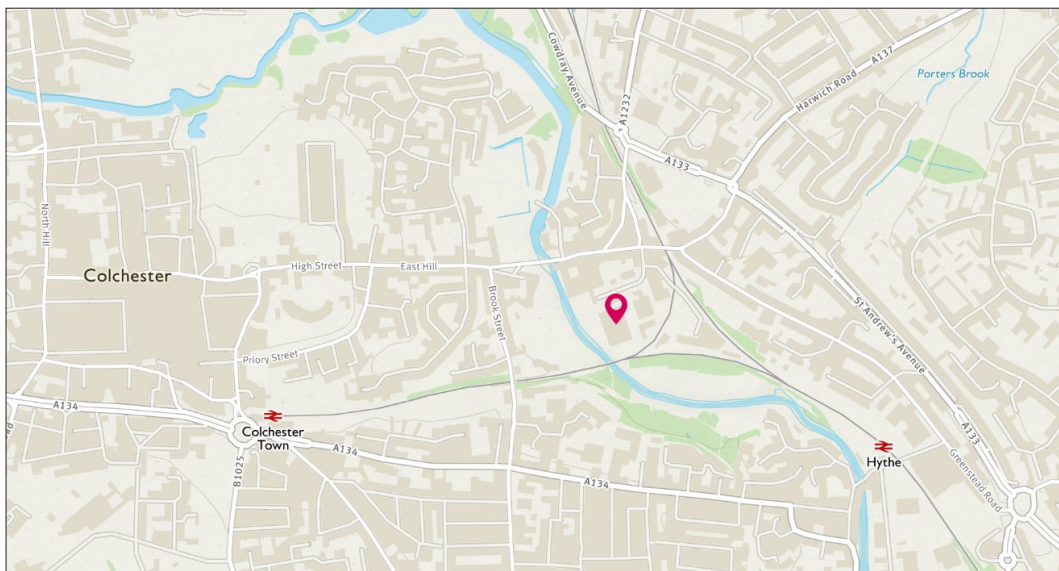 Cowdray Avenue
A1232
Harwich Road
A137
Porters Brook
A133
North Hill
Colchester
High Street
East Hill
Brook Street
St Andrew's Avenue
Priory Street
A134
Colchester
Town
A134
B1025
A134
Hythe
A133
Greenstead Road